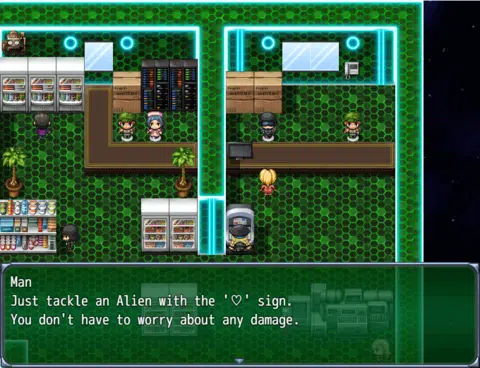 Man
Just tackle an Alien with the '♡' sign.
You don't have to worry about any damage.